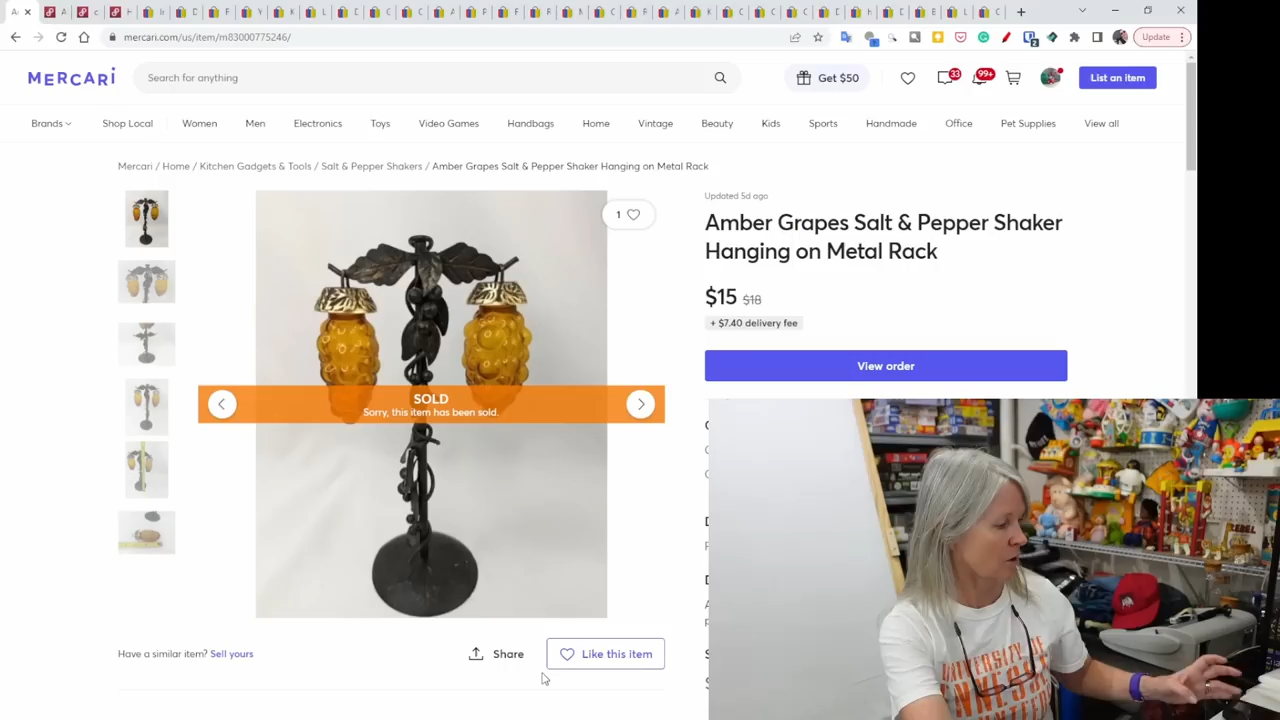 mercari.com/us/item/m83000775246/
Update
MERCARI
Search for anything
Get $50
33
99+
List an item
Brands
Shop Local
Women
Men
Electronics
Toys
Video Games
Handbags
Home
Vintage
Beauty
Kids
Sports
Handmade
Office
Pet Supplies
View all
Mercari / Home / Kitchen Gadgets & Tools / Salt & Pepper Shakers / Amber Grapes Salt & Pepper Shaker Hanging on Metal Rack
1
Updated 5d ago
Amber Grapes Salt & Pepper Shaker
Hanging on Metal Rack
$15 $18
+ $7.40 delivery fee
View order
SOLD
Sorry, this item has been sold.
Have a similar item? Sell yours
Share
Like this item
UNIVERSITY OF
REBEL